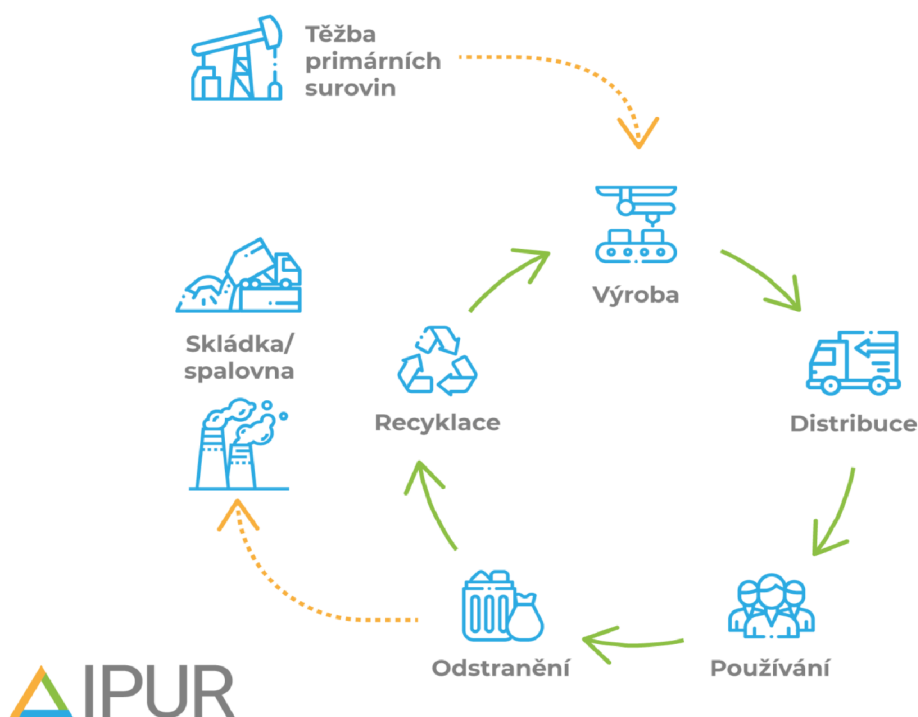 Těžba
primárních
surovin
Výroba
Skládka/
spalovna
Recyklace
Distribuce
Odstranění
Používání
IPUR